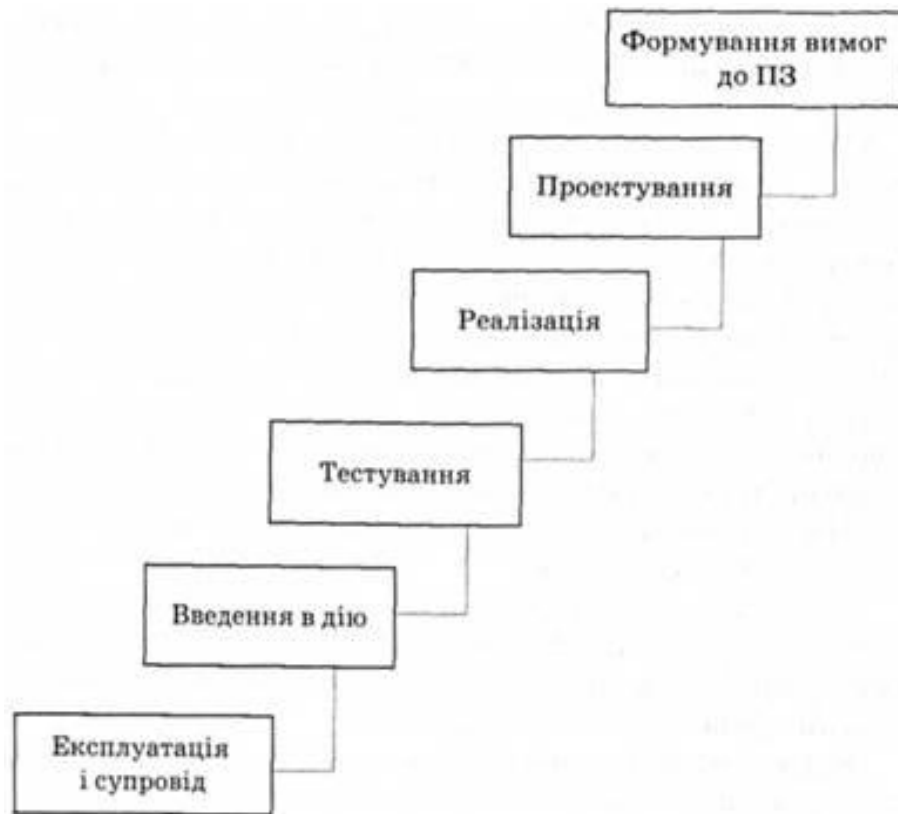 Формування вимог
до ПЗ
Проектування
Реалізація
Тестування
Введення в дію
Експлуатація
і супровід